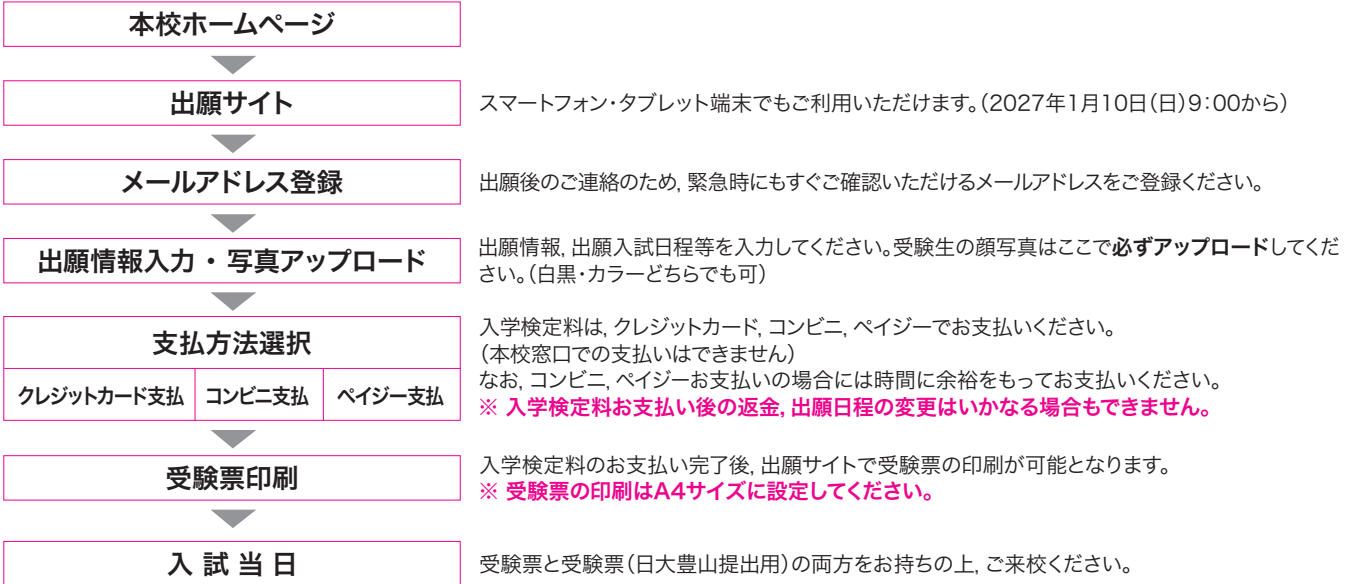 本校ホームページ
出願サイト
スマートフォン・タブレット端末でもご利用いただけます。(2027年1月10日(日)9:00から)
メールアドレス登録
出願後のご連絡のため, 緊急時にもすぐご確認いただけるメールアドレスをご登録ください。
出願情報入力・写真アップロード
出願情報, 出願入試日程等を入力してください。受験生の顔写真はここで必ずアップロードしてくだ
さい。(白黒・カラーどちらでも可)
支払方法選択
クレジットカード支払 コンビニ支払 ペイジー支払
入学検定料は, クレジットカード, コンビニ, ペイジーでお支払いください。
(本校窓口での支払いはできません)
なお, コンビニ, ペイジーお支払いの場合には時間に余裕をもってお支払いください。
※ 入学検定料お支払い後の返金, 出願日程の変更はいかなる場合もできません。
受験票印刷
入学検定料のお支払い完了後, 出願サイトで受験票の印刷が可能となります。
※ 受験票の印刷はA4サイズに設定してください。
入試当日
受験票と受験票(日大豊山提出用)の両方をお持ちの上, ご来校ください。